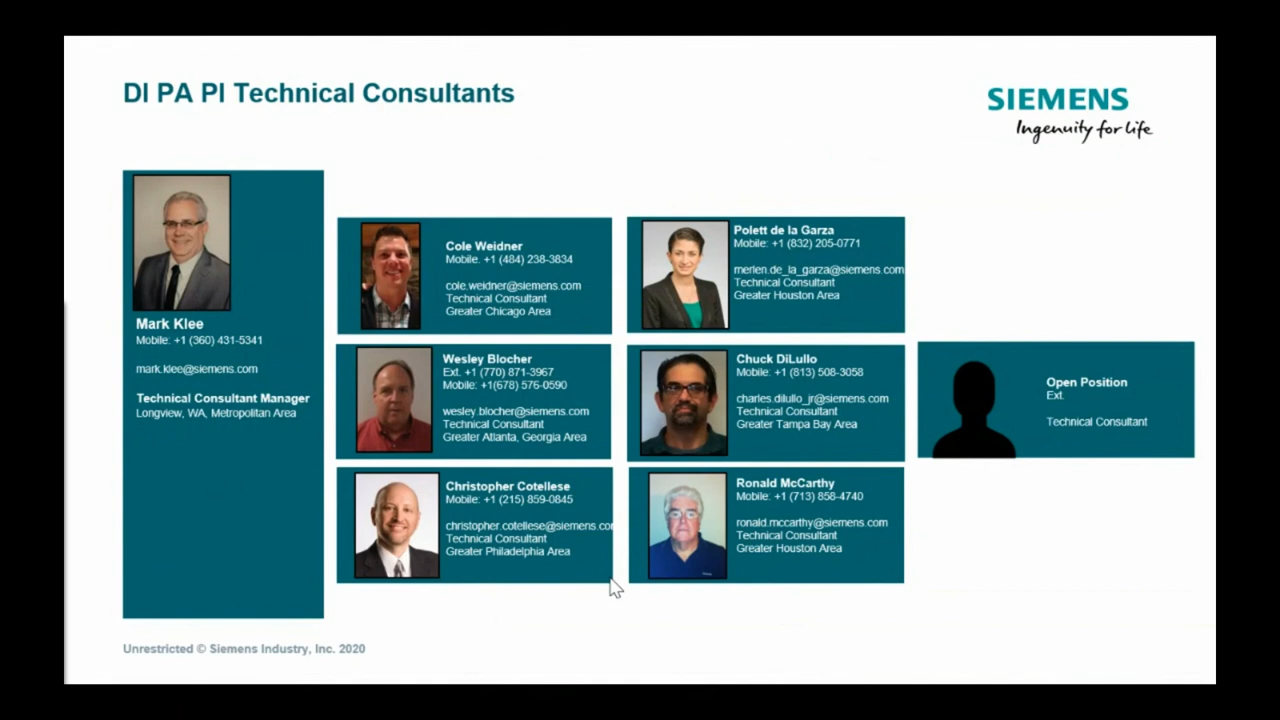 DI PA PI Technical Consultants
SIEMENS
Ingenuity for life
Mark Klee
Mobile: +1 (360) 431-5341
mark.klee@siemens.com
Technical Consultant Manager
Longview, WA, Metropolitan Area
Cole Weidner
Mobile. +1 (484) 238-3834
cole.weidner@siemens.com
Technical Consultant
Greater Chicago Area
Wesley Blocher
Ext. +1 (770) 871-3967
Mobile: +1(678) 576-0590
wesley.blocher@siemens.com
Technical Consultant
Greater Atlanta, Georgia Area
Christopher Cotellese
Mobile: +1 (215) 859-0845
christopher.cotellese@siemens.com
Technical Consultant
Greater Philadelphia Area
Polett de la Garza
Mobile: +1 (832) 205-0771
merlen.de_la_garza@siemens.com
Technical Consultant
Greater Houston Area
Chuck DiLullo
Mobile: +1 (813) 508-3058
charles.dilullo_jr@siemens.com
Technical Consultant
Greater Tampa Bay Area
Ronald McCarthy
Mobile: +1 (713) 858-4740
ronald.mccarthy@siemens.com
Technical Consultant
Greater Houston Area
Open Position
Ext.
Technical Consultant
Unrestricted © Siemens Industry, Inc. 2020